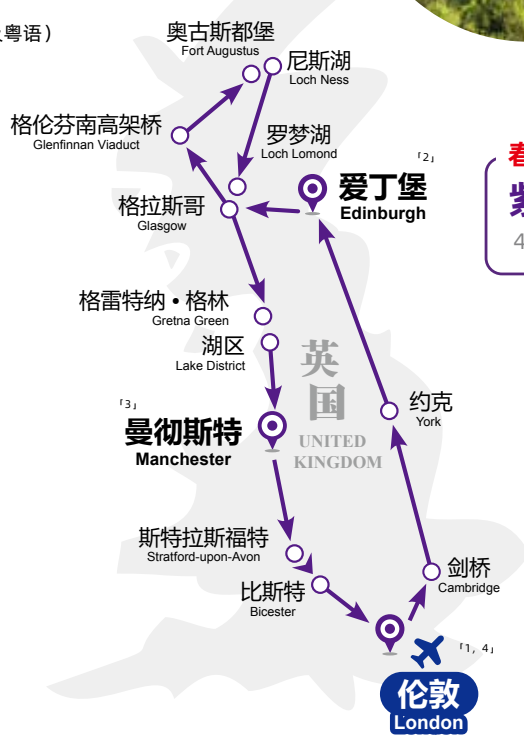 粤语）
奥古斯都堡
Fort Augustus
尼斯湖
Loch Ness
格伦芬南高架桥
Glenfinnan Viaduct
罗梦湖
Loch Lomond
「2」
爱丁堡
Edinburgh
格拉斯哥
Glasgow
格雷特纳·格林
Gretna Green
湖区
Lake District
英
国
UNITED
KINGDOM
「3」
曼彻斯特
Manchester
约克
York
斯特拉斯福特
Stratford-upon-Avon
比斯特
Bicester
剑桥
Cambridge
「1, 4」
伦敦
London
4